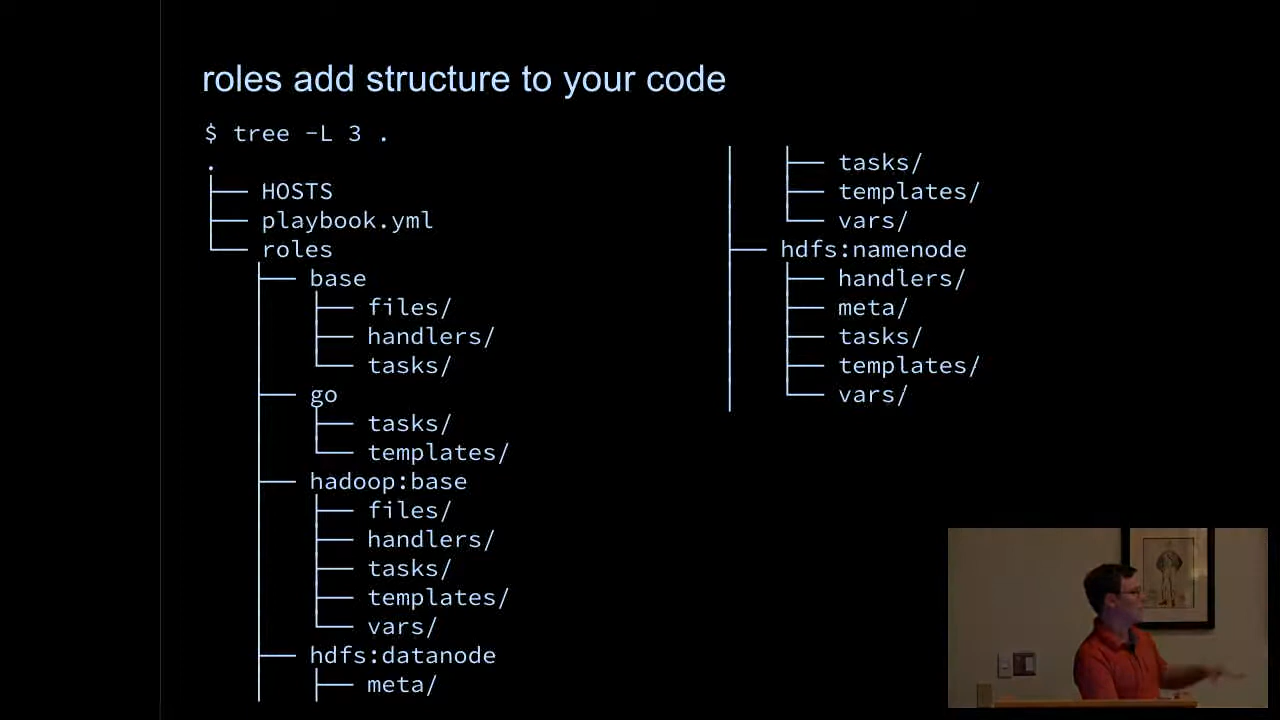 roles add structure to your code
$ tree -L 3 .
.
├── HOSTS
├── playbook.yml
└── roles
├── base
├── files/
├── handlers/
└── tasks/
├── go
├── tasks/
└── templates/
├── hadoop:base
├── files/
├── handlers/
├── tasks/
├── templates/
└── vars/
├── hdfs:datanode
├── meta/
├── tasks/
├── templates/
└── vars/
├── hdfs:namenode
├── handlers/
├── meta/
├── tasks/
├── templates/
└── vars/